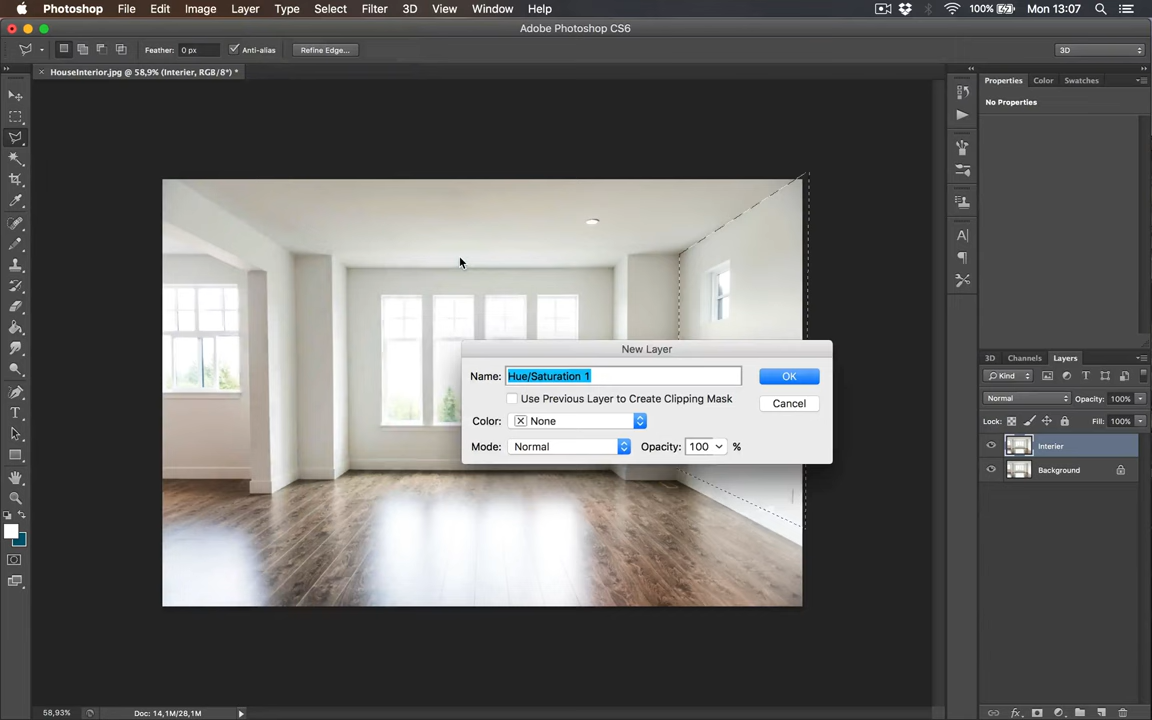 Photoshop File Edit Image Layer Type Select Filter 3D View Window Help 100% Mon 13:07
Adobe Photoshop CS6
Feather: 0 px Anti-alias Refine Edge... 3D
HouseInterior.jpg @ 58,9% (Interier, RGB/8*) *
Properties Color Swatches
No Properties
New Layer
Name: Hue/Saturation 1 OK
Use Previous Layer to Create Clipping Mask
Cancel
Color: None
Mode: Normal Opacity: 100 %
3D Channels Layers
Kind
Normal Opacity: 100%
Lock: Fill: 100%
Interier
Background
58,93% Doc: 14,1M/28,1M